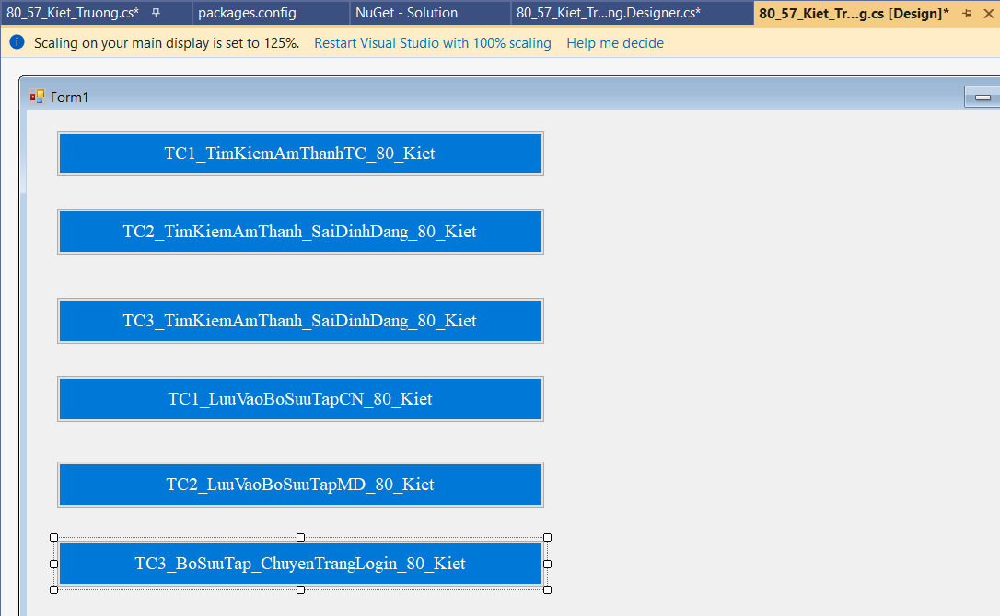 80_57_Kiet_Truong.cs* packages.config NuGet - Solution 80_57_Kiet_Tr...ng.Designer.cs* 80_57_Kiet_Tr...g.cs [Design]*
Scaling on your main display is set to 125%. Restart Visual Studio with 100% scaling Help me decide
Form1
TC1_TimKiemAmThanhTC_80_Kiet
TC2_TimKiemAmThanh_SaiDinhDang_80_Kiet
TC3_TimKiemAmThanh_SaiDinhDang_80_Kiet
TC1_LuuVaoBoSuuTapCN_80_Kiet
TC2_LuuVaoBoSuuTapMD_80_Kiet
TC3_BoSuuTap_ChuyenTrangLogin_80_Kiet